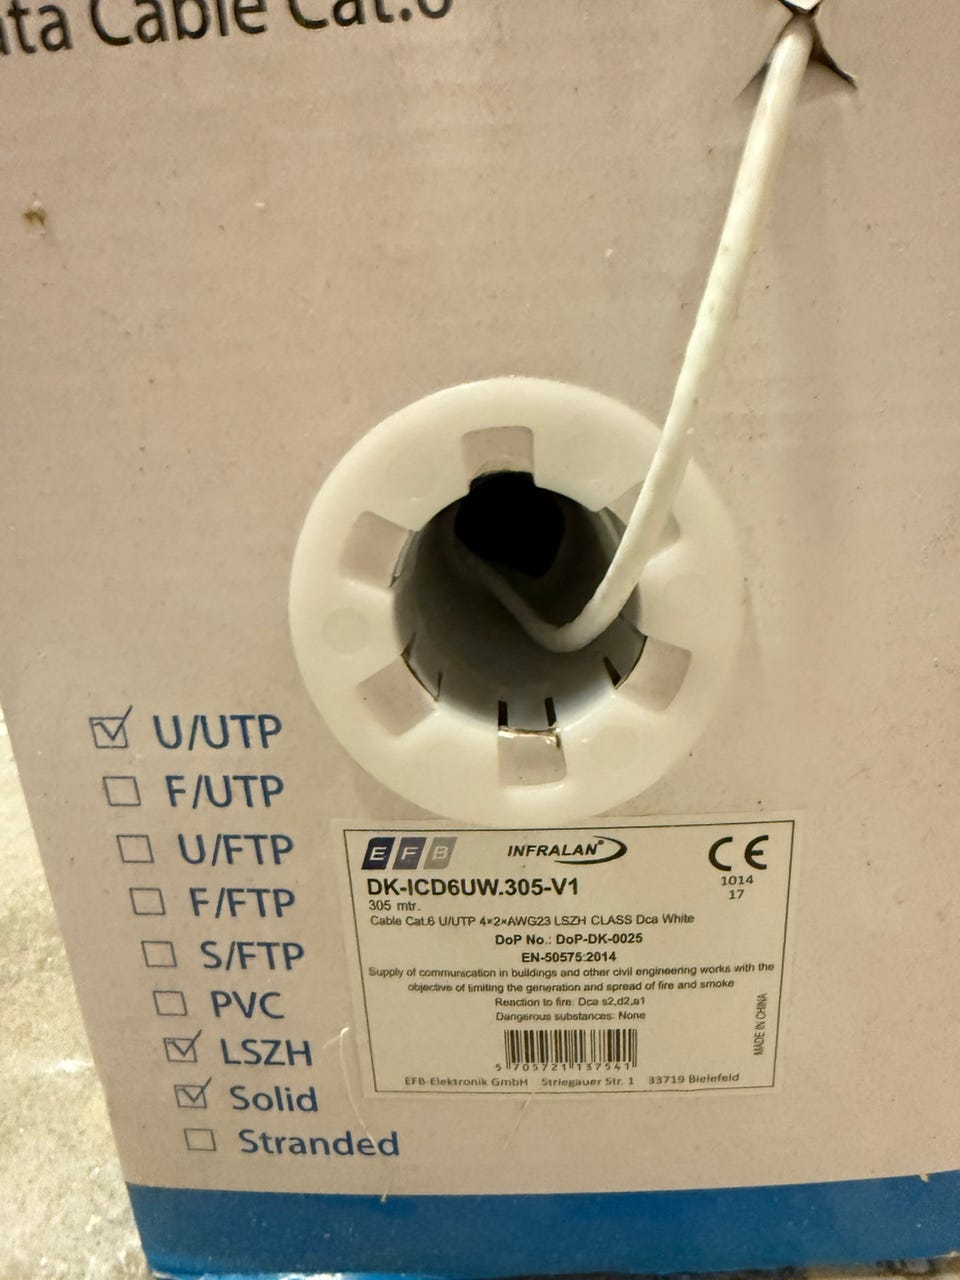 Data Cable Cat.6
U/UTP
F/UTP
U/FTP
F/FTP
S/FTP
PVC
LSZH
Solid
Stranded
EFB INFRALAN® CE
1014
17
DK-ICD6UW.305-V1
305 mtr.
Cable Cat.6 U/UTP 4×2×AWG23 LSZH CLASS Dca White
DoP No.: DoP-DK-0025
EN-50575:2014
Supply of communication in buildings and other civil engineering works with the
objective of limiting the generation and spread of fire and smoke
Reaction to fire: Dca s2,d2,a1
Dangerous substances: None
MADE IN CHINA
5 705721 137541
EFB-Elektronik GmbH Striegauer Str. 1 33719 Bielefeld